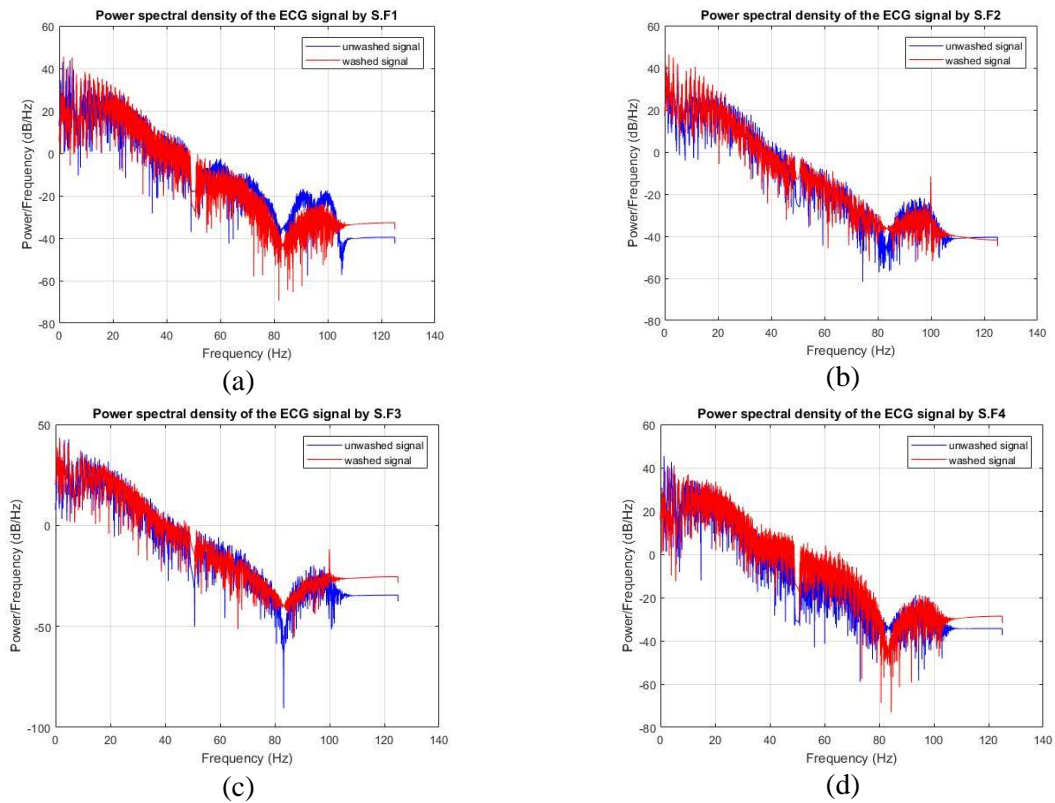 Power spectral density of the ECG signal by S.F1
unwashed signal
washed signal
Power/Frequency (dB/Hz)
60
40
20
0
-20
-40
-60
-80
0 20 40 60 80 100 120 140
Frequency (Hz)
(a)
Power spectral density of the ECG signal by S.F2
unwashed signal
washed signal
Power/Frequency (dB/Hz)
60
40
20
0
-20
-40
-60
-80
0 20 40 60 80 100 120 140
Frequency (Hz)
(b)
Power spectral density of the ECG signal by S.F3
unwashed signal
washed signal
Power/Frequency (dB/Hz)
50
0
-50
-100
0 20 40 60 80 100 120 140
Frequency (Hz)
(c)
Power spectral density of the ECG signal by S.F4
unwashed signal
washed signal
Power/Frequency (dB/Hz)
60
40
20
0
-20
-40
-60
-80
0 20 40 60 80 100 120 140
Frequency (Hz)
(d)